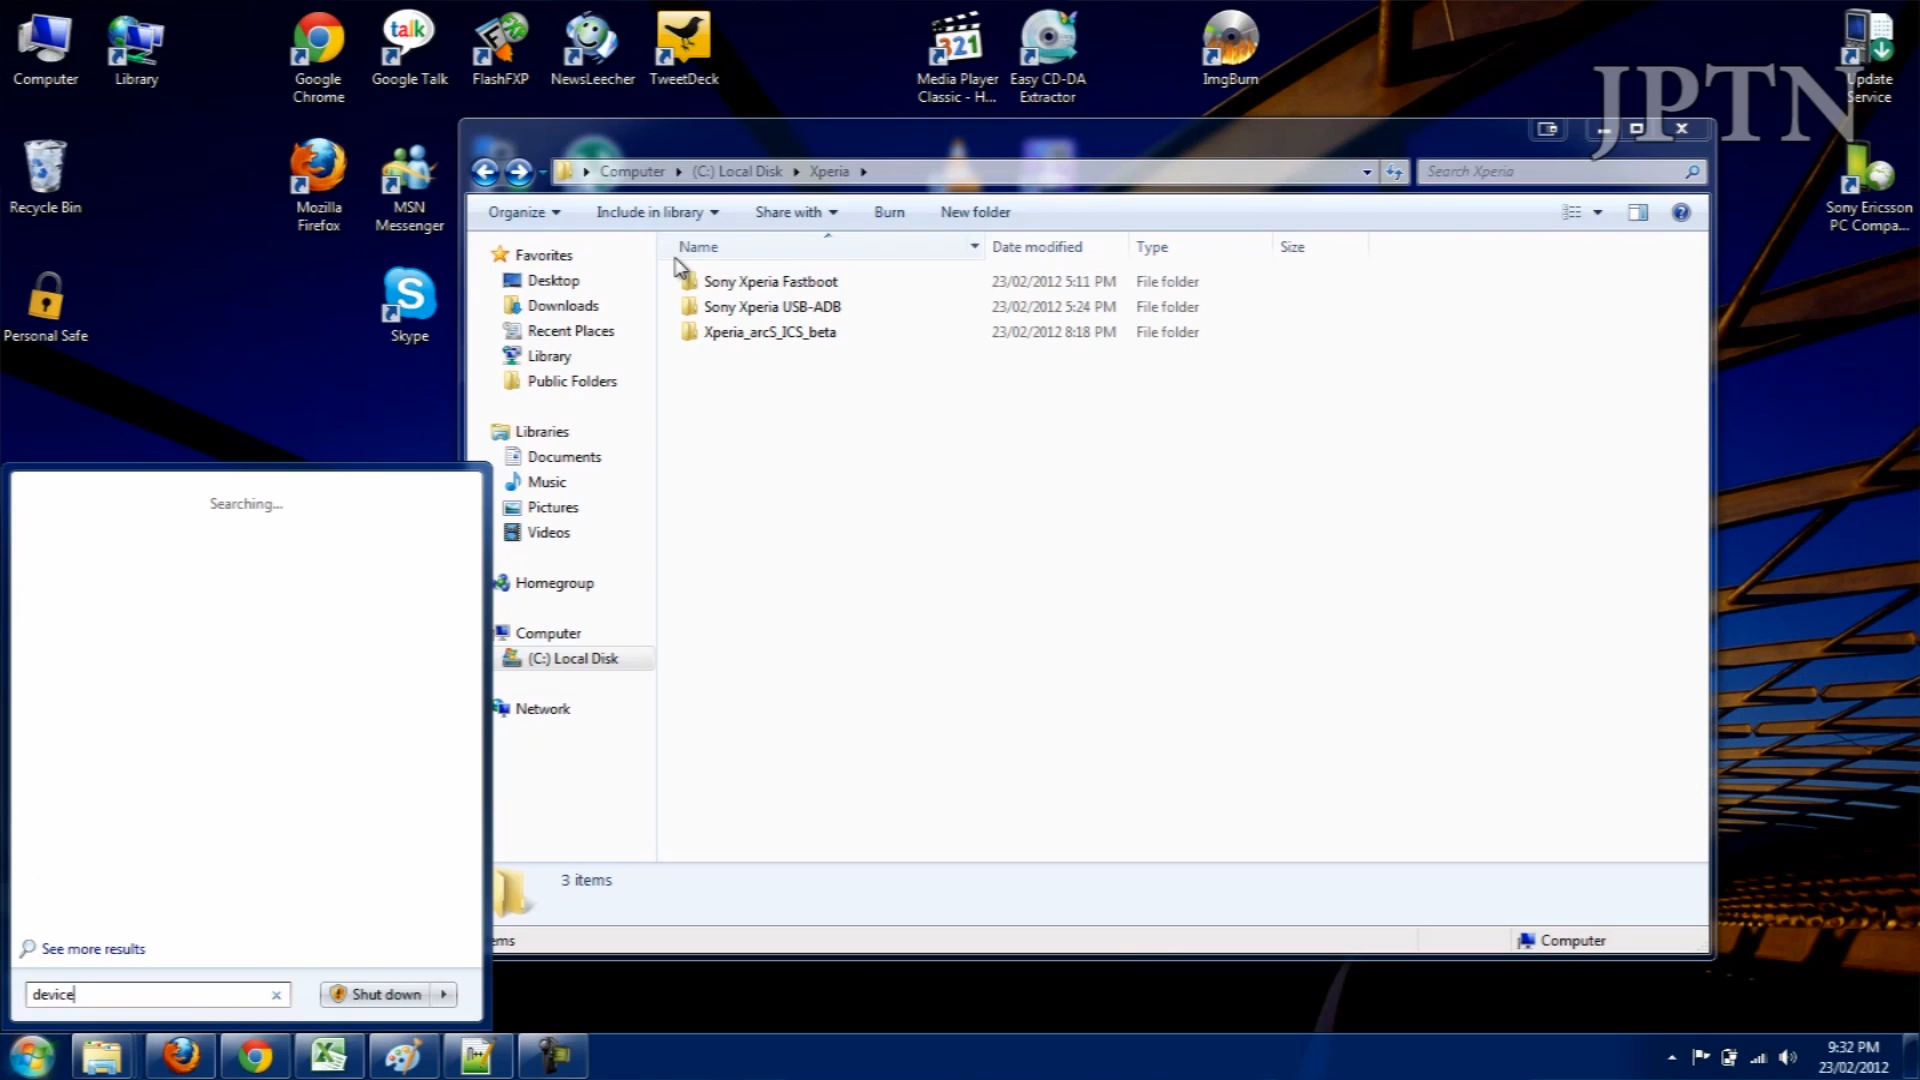 Computer
Library
Google Chrome
talk
Google Talk
FlashFXP
NewsLeecher
TweetDeck
321
Media Player Classic - H...
Easy CD-DA Extractor
ImgBurn
Update Service
JPTN
Recycle Bin
Mozilla Firefox
MSN Messenger
Sony Ericsson PC Compa...
Personal Safe
Skype
Computer
(C:) Local Disk
Xperia
Search Xperia
Organize
Include in library
Share with
Burn
New folder
Name
Date modified
Type
Size
Sony Xperia Fastboot 23/02/2012 5:11 PM File folder
Sony Xperia USB-ADB 23/02/2012 5:24 PM File folder
Xperia_arcS_ICS_beta 23/02/2012 8:18 PM File folder
Favorites
Desktop
Downloads
Recent Places
Library
Public Folders
Libraries
Documents
Music
Pictures
Videos
Homegroup
Computer
(C:) Local Disk
Network
3 items
ems
Computer
Searching...
See more results
device
Shut down
9:32 PM
23/02/2012